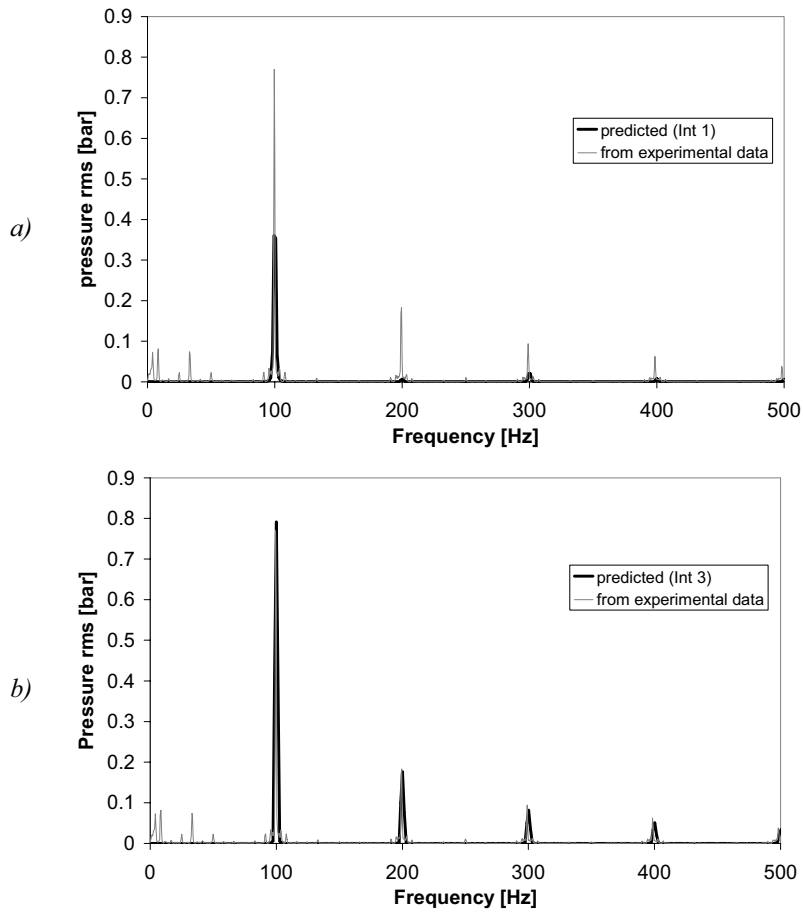 a)
pressure rms [bar]
0.9
0.8
0.7
0.6
0.5
0.4
0.3
0.2
0.1
0
predicted (Int 1)
from experimental data
0 100 200 300 400 500
Frequency [Hz]
b)
Pressure rms [bar]
0.9
0.8
0.7
0.6
0.5
0.4
0.3
0.2
0.1
0
predicted (Int 3)
from experimental data
0 100 200 300 400 500
Frequency [Hz]